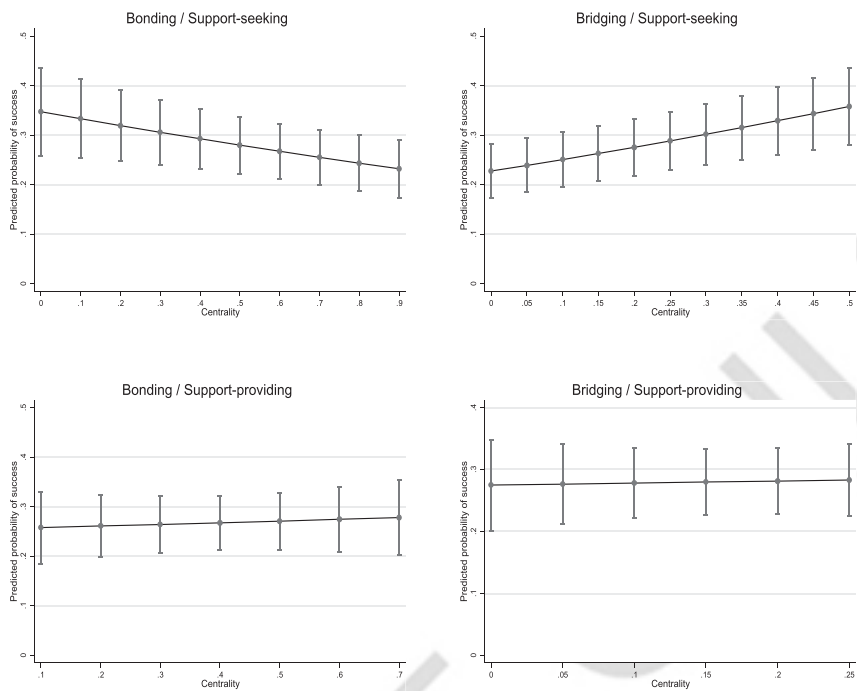 Bonding / Support-seeking
Predicted probability of success
.5
.4
.3
.2
.1
0
0 .1 .2 .3 .4 .5 .6 .7 .8 .9
Centrality
Bridging / Support-seeking
Predicted probability of success
.5
.4
.3
.2
.1
0
0 .05 .1 .15 .2 .25 .3 .35 .4 .45 .5
Centrality
Bonding / Support-providing
Predicted probability of success
.5
.4
.3
.2
.1
0
.1 .2 .3 .4 .5 .6 .7
Centrality
Bridging / Support-providing
Predicted probability of success
.4
.3
.2
.1
0
0 .05 .1 .15 .2 .25
Centrality